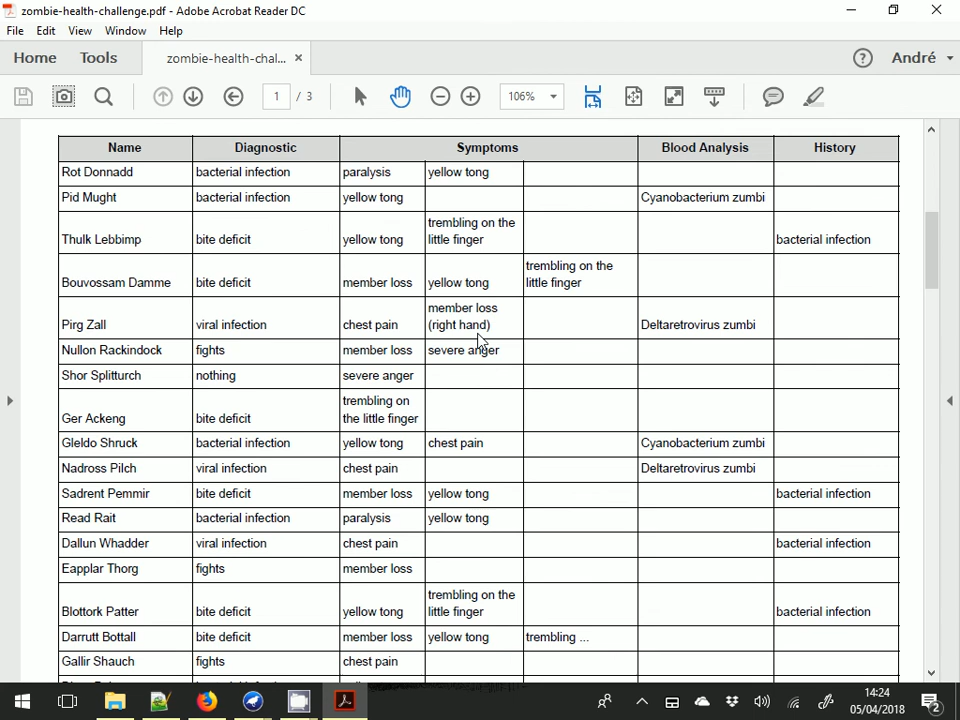 zombie-health-challenge.pdf - Adobe Acrobat Reader DC
File Edit View Window Help
Home Tools zombie-health-chal... × ? André
1 / 3 106%
Name Diagnostic Symptoms Blood Analysis History
Rot Donnadd bacterial infection paralysis yellow tong
Pid Mught bacterial infection yellow tong Cyanobacterium zumbi
trembling on the
Thulk Lebbimp bite deficit yellow tong little finger bacterial infection
trembling on the
Bouvossam Damme bite deficit member loss yellow tong little finger
member loss
Pirg Zall viral infection chest pain (right hand) Deltaretrovirus zumbi
Nullon Rackindock fights member loss severe anger
Shor Splitturch nothing severe anger
trembling on
Ger Ackeng bite deficit the little finger
Gleldo Shruck bacterial infection yellow tong chest pain Cyanobacterium zumbi
Nadross Pilch viral infection chest pain Deltaretrovirus zumbi
Sadrent Pemmir bite deficit member loss yellow tong bacterial infection
Read Rait bacterial infection paralysis yellow tong
Dallun Whadder viral infection chest pain bacterial infection
Eapplar Thorg fights member loss
trembling on the
Blottork Patter bite deficit yellow tong little finger bacterial infection
Darrutt Bottall bite deficit member loss yellow tong trembling ...
Gallir Shauch fights chest pain
14:24
05/04/2018
2